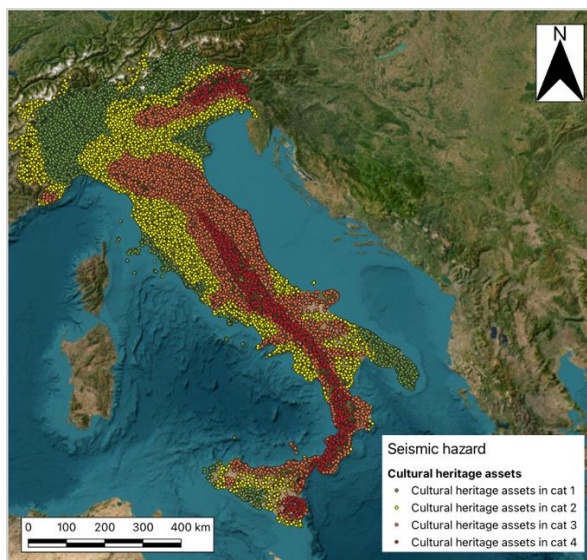 N
Seismic hazard
Cultural heritage assets
Cultural heritage assets in cat 1
Cultural heritage assets in cat 2
Cultural heritage assets in cat 3
Cultural heritage assets in cat 4
0 100 200 300 400 km